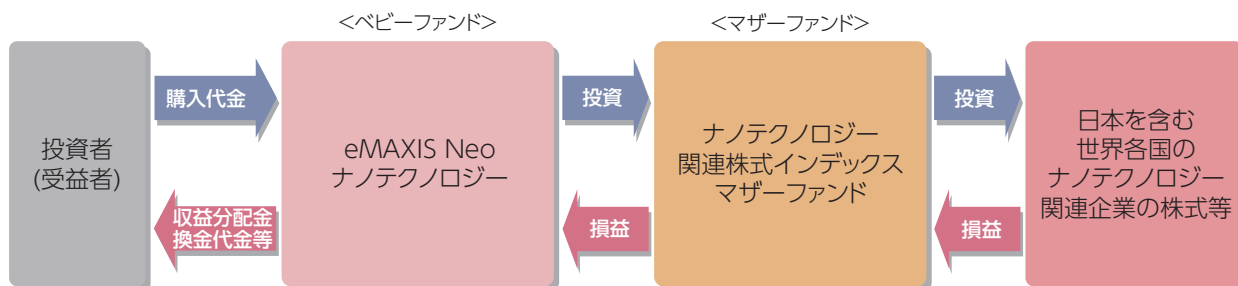 <ベビーファンド>
<マザーファンド>
投資者
(受益者)
購入代金
収益分配金
換金代金等
eMAXIS Neo
ナノテクノロジー
投資
損益
ナノテクノロジー
関連株式インデックス
マザーファンド
投資
損益
日本を含む
世界各国の
ナノテクノロジー
関連企業の株式等